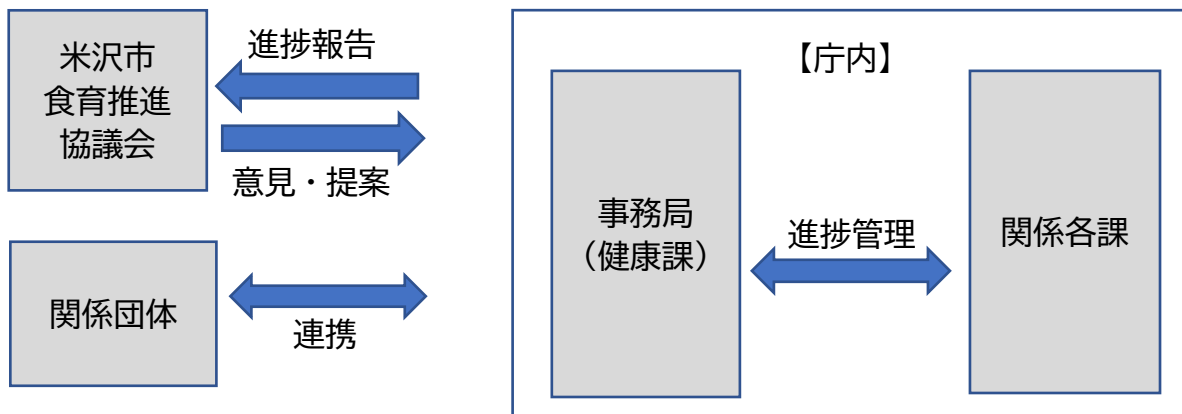 米沢市
食育推進
協議会
進捗報告
意見・提案
関係団体
連携
【庁内】
事務局
（健康課）
進捗管理
関係各課